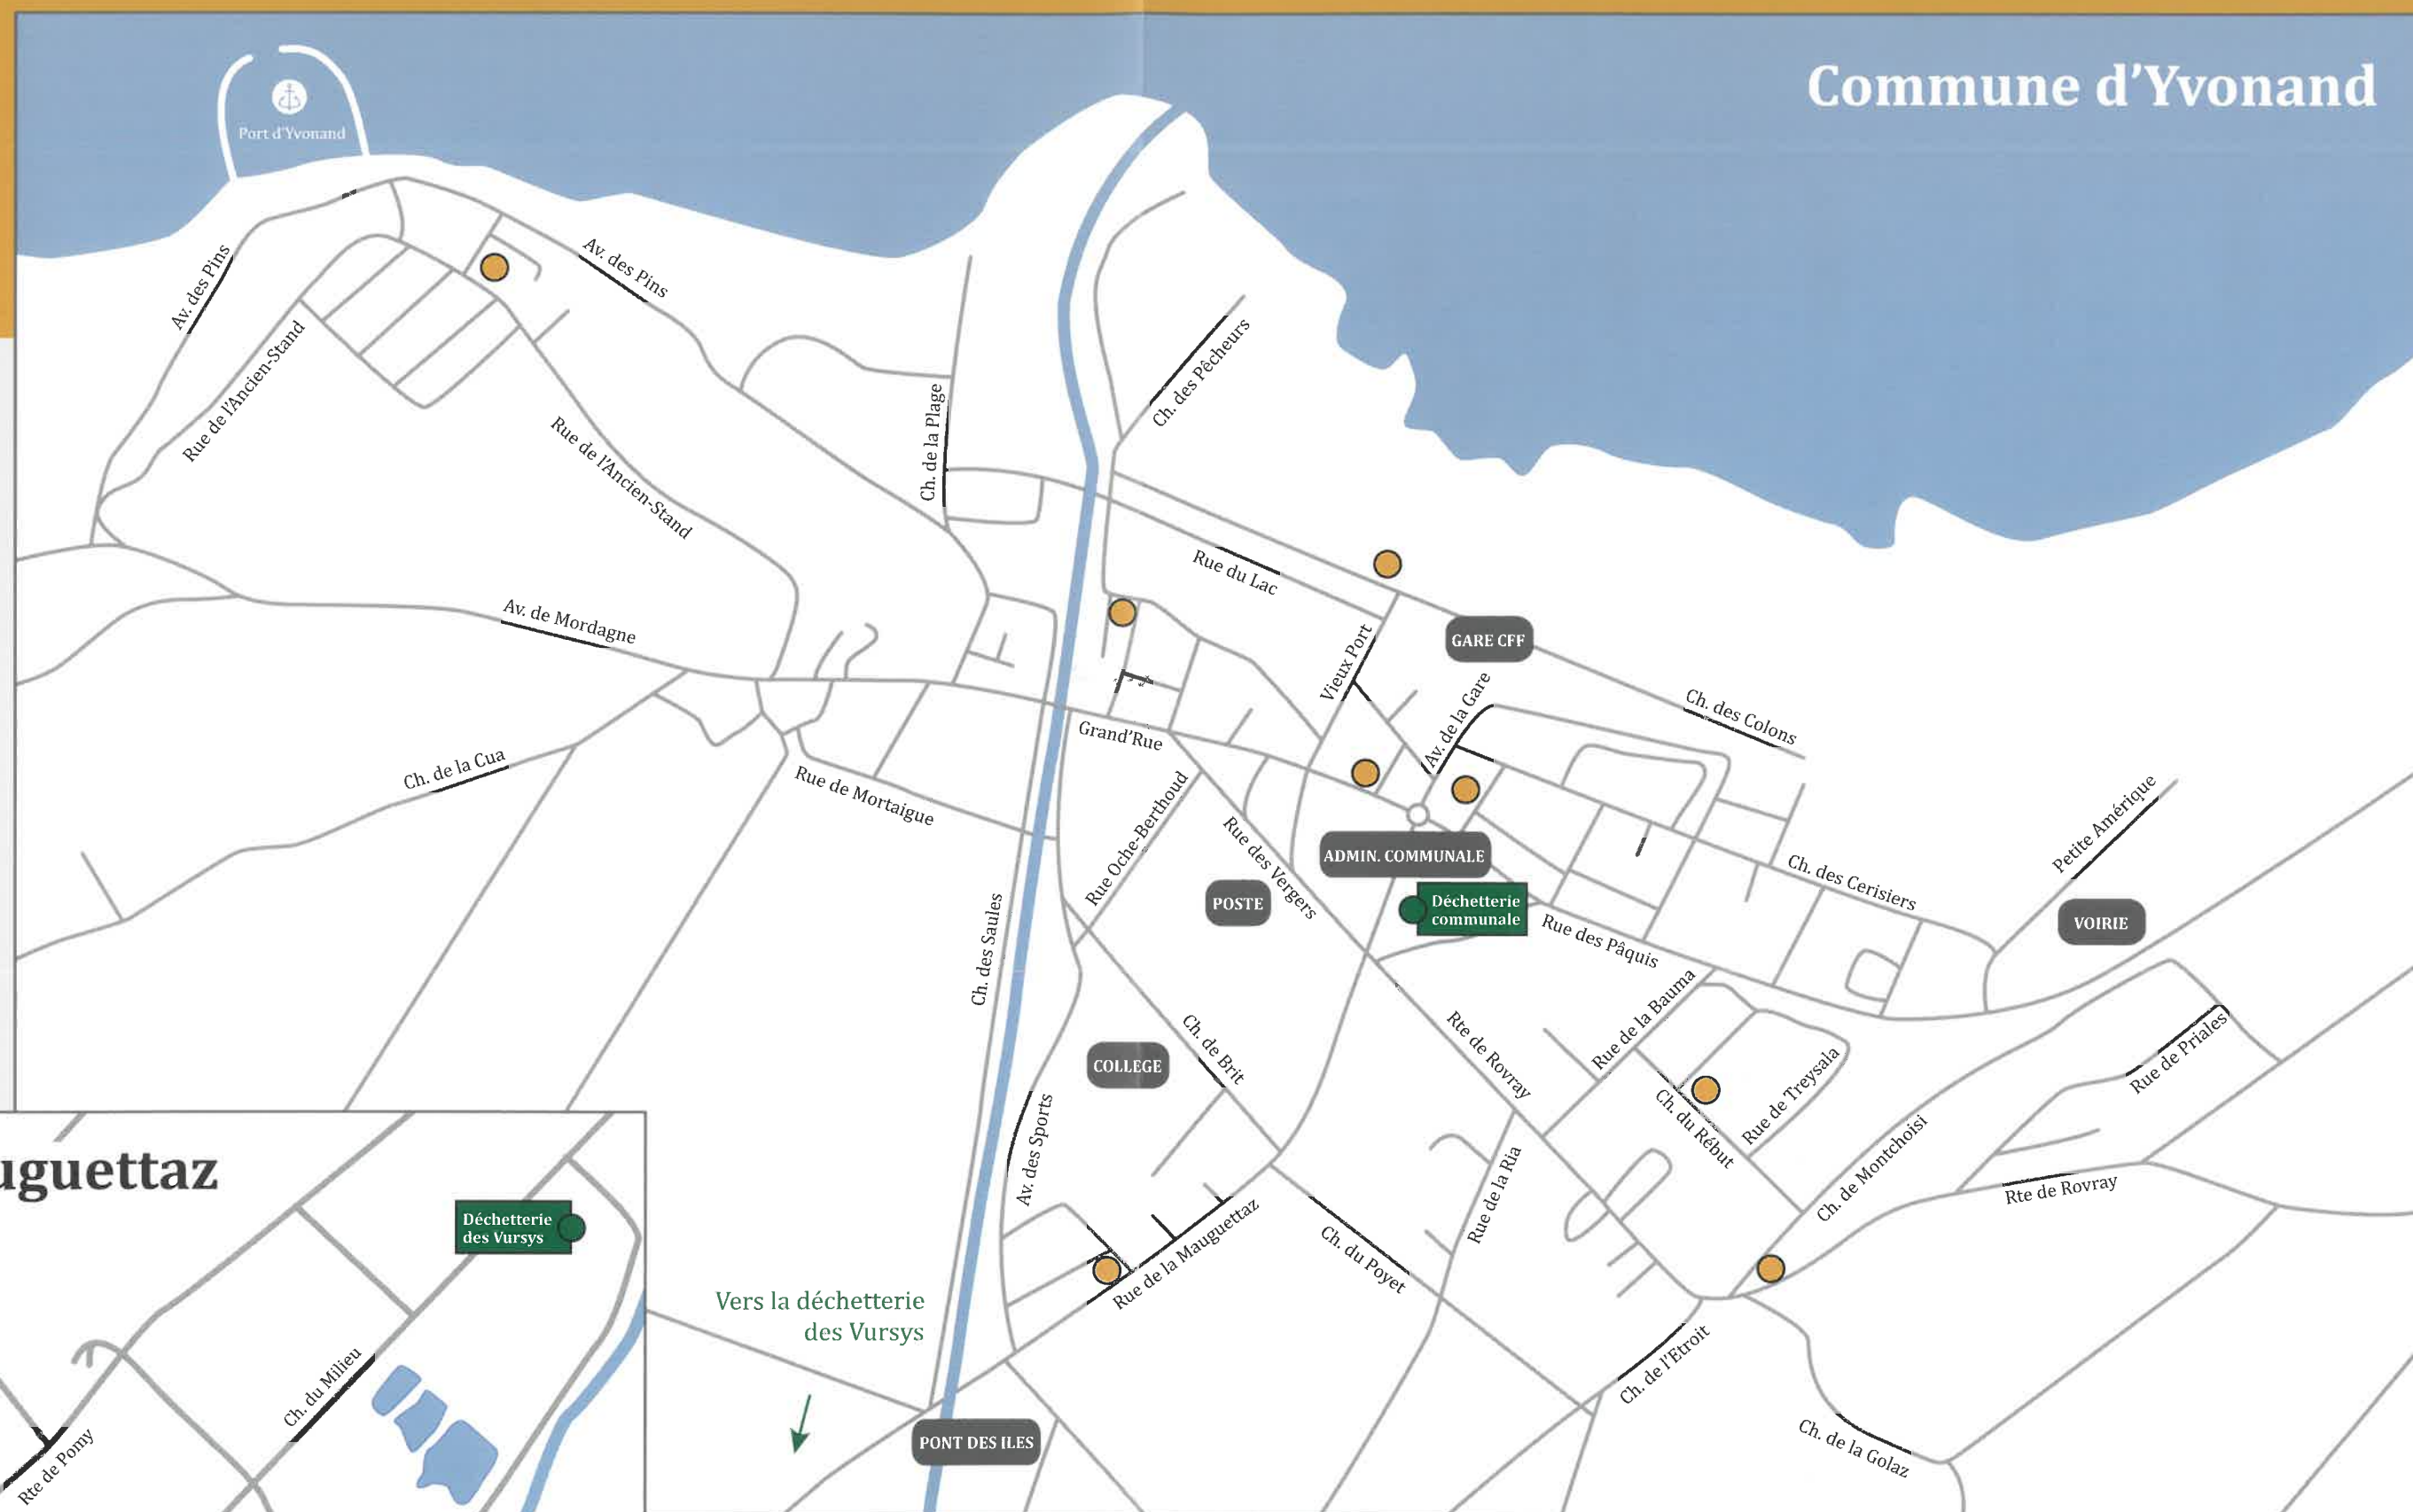 Commune d'Yvonand
Port d'Yvonand
Av. des Pins
Av. des Pins
Rue de l'Ancien-Stand
Rue de l'Ancien-Stand
Ch. de la Plage
Ch. des Pêcheurs
Rue du Lac
Av. de Mordagne
Vieux Port
GARE CFF
Av. de la Gare
Ch. des Colons
Grand'Rue
Ch. de la Cua
Rue de Mortaigue
Rue Oche-Berthoud
Rue des Vergers
ADMIN. COMMUNALE
POSTE
Déchetterie
communale
Ch. des Cerisiers
Petite Amérique
VOIRIE
Rue des Pâquis
Ch. des Saules
Rue de la Bauma
Rte de Rovray
Ch. de Brit
COLLEGE
Rue de Priales
Rue de Treysala
Ch. du Rébut
Ch. de Montchoisi
Rte de Rovray
Av. des Sports
Rue de la Ria
Rue de la Mauguettaz
Ch. du Poyet
Vers la déchetterie
des Vursys
Ch. de l'Etroit
Ch. de la Golaz
PONT DES ILES
uguettaz
Déchetterie
des Vursys
Ch. du Milieu
Rte de Pomy